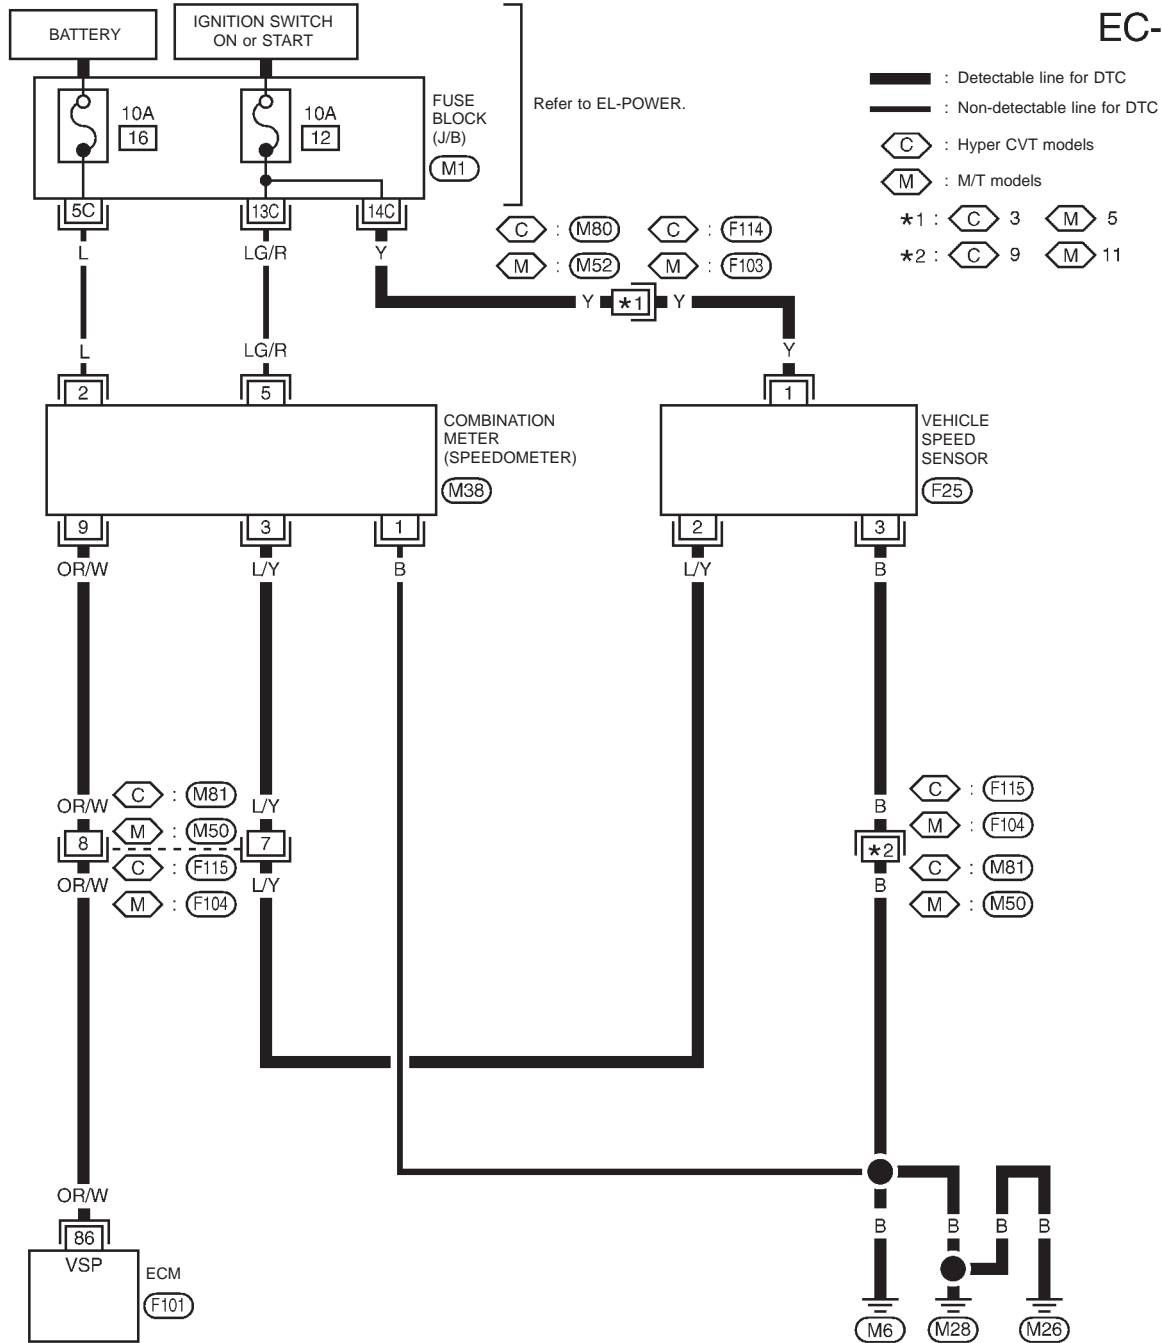 EC-
BATTERY
IGNITION SWITCH
ON or START
10A
16
10A
12
FUSE
BLOCK
(J/B)
M1
Refer to EL-POWER.
: Detectable line for DTC
: Non-detectable line for DTC
C : Hyper CVT models
M : M/T models
*1 : C 3 M 5
*2 : C 9 M 11
5C 13C 14C
L LG/R Y
C : M80 C : F114
M : M52 M : F103
Y *1 Y
L LG/R Y
2 5 1
COMBINATION
METER
(SPEEDOMETER)
M38
VEHICLE
SPEED
SENSOR
F25
9 3 1 2 3
OR/W L/Y B L/Y B
OR/W C : M81 L/Y
8 M : M50 7
OR/W C : F115 L/Y
M : F104
B C : F115
M : F104
*2
C : M81
B M : M50
OR/W
86
VSP
ECM
F101
B B B B
M6 M28 M26